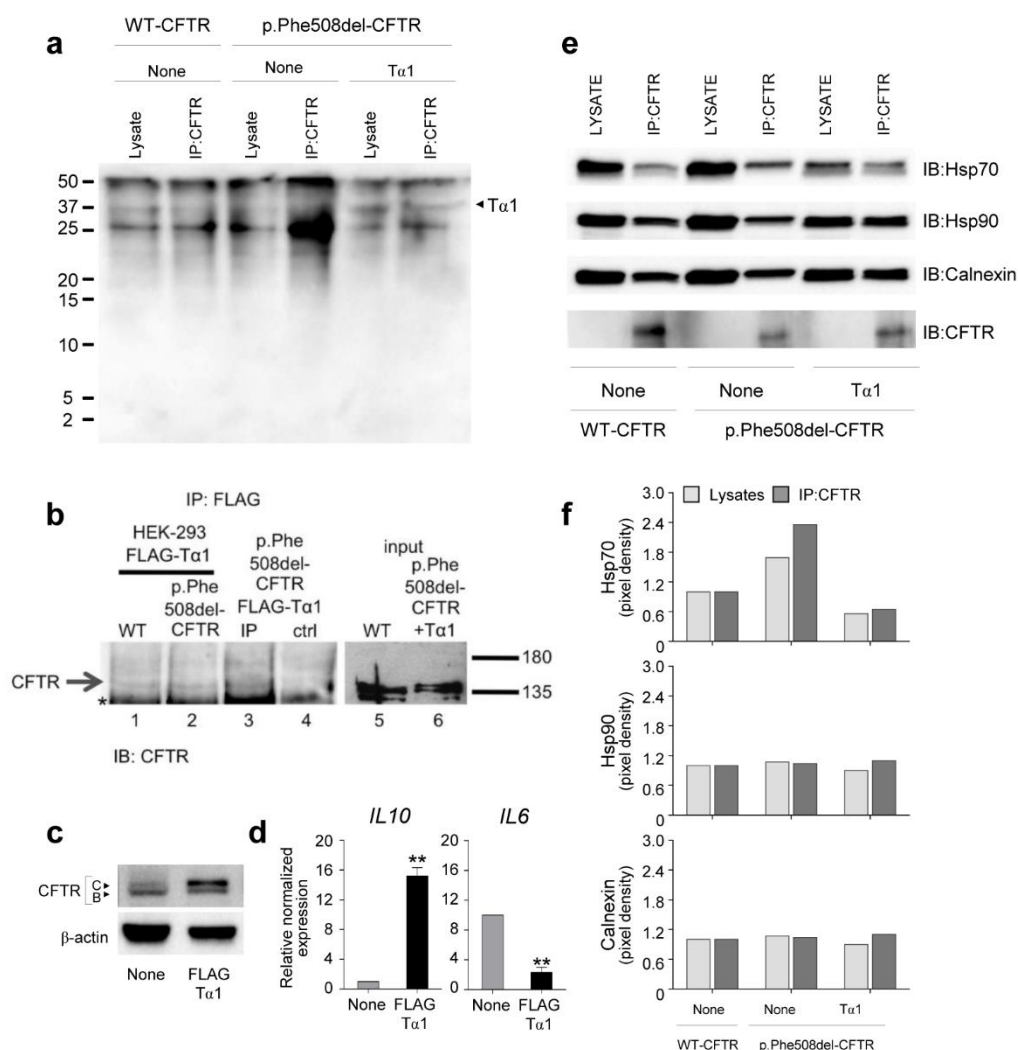 a
WT-CFTR
p.Phe508del-CFTR
None
None
Tα1
Lysate
IP:CFTR
Lysate
IP:CFTR
Lysate
IP:CFTR
50
37
25
20
15
10
5
2
◄ Tα1
b
IP: FLAG
HEK-293
FLAG-Tα1
WT
p.Phe
508del-
CFTR
p.Phe
508del-
CFTR
FLAG-Tα1
IP
ctrl
input
WT
p.Phe
508del-
CFTR
+Tα1
180
135
CFTR
*
1
2
3
4
5
6
IB: CFTR
c
CFTR
C
B
β-actin
None
FLAG
Tα1
d
IL10
IL6
Relative normalized
expression
20
16
12
8
4
0
**
None
FLAG
Tα1
20
16
12
8
4
0
**
None
FLAG
Tα1
e
LYSATE
IP:CFTR
LYSATE
IP:CFTR
LYSATE
IP:CFTR
IB:Hsp70
IB:Hsp90
IB:Calnexin
IB:CFTR
None
None
Tα1
WT-CFTR
p.Phe508del-CFTR
f
Lysates
IP:CFTR
Hsp70
(pixel density)
3.0
2.4
1.8
1.2
0.6
0
Hsp90
(pixel density)
3.0
2.4
1.8
1.2
0.6
0
Calnexin
(pixel density)
3.0
2.4
1.8
1.2
0.6
0
None
None
Tα1
WT-CFTR
p.Phe508del-CFTR